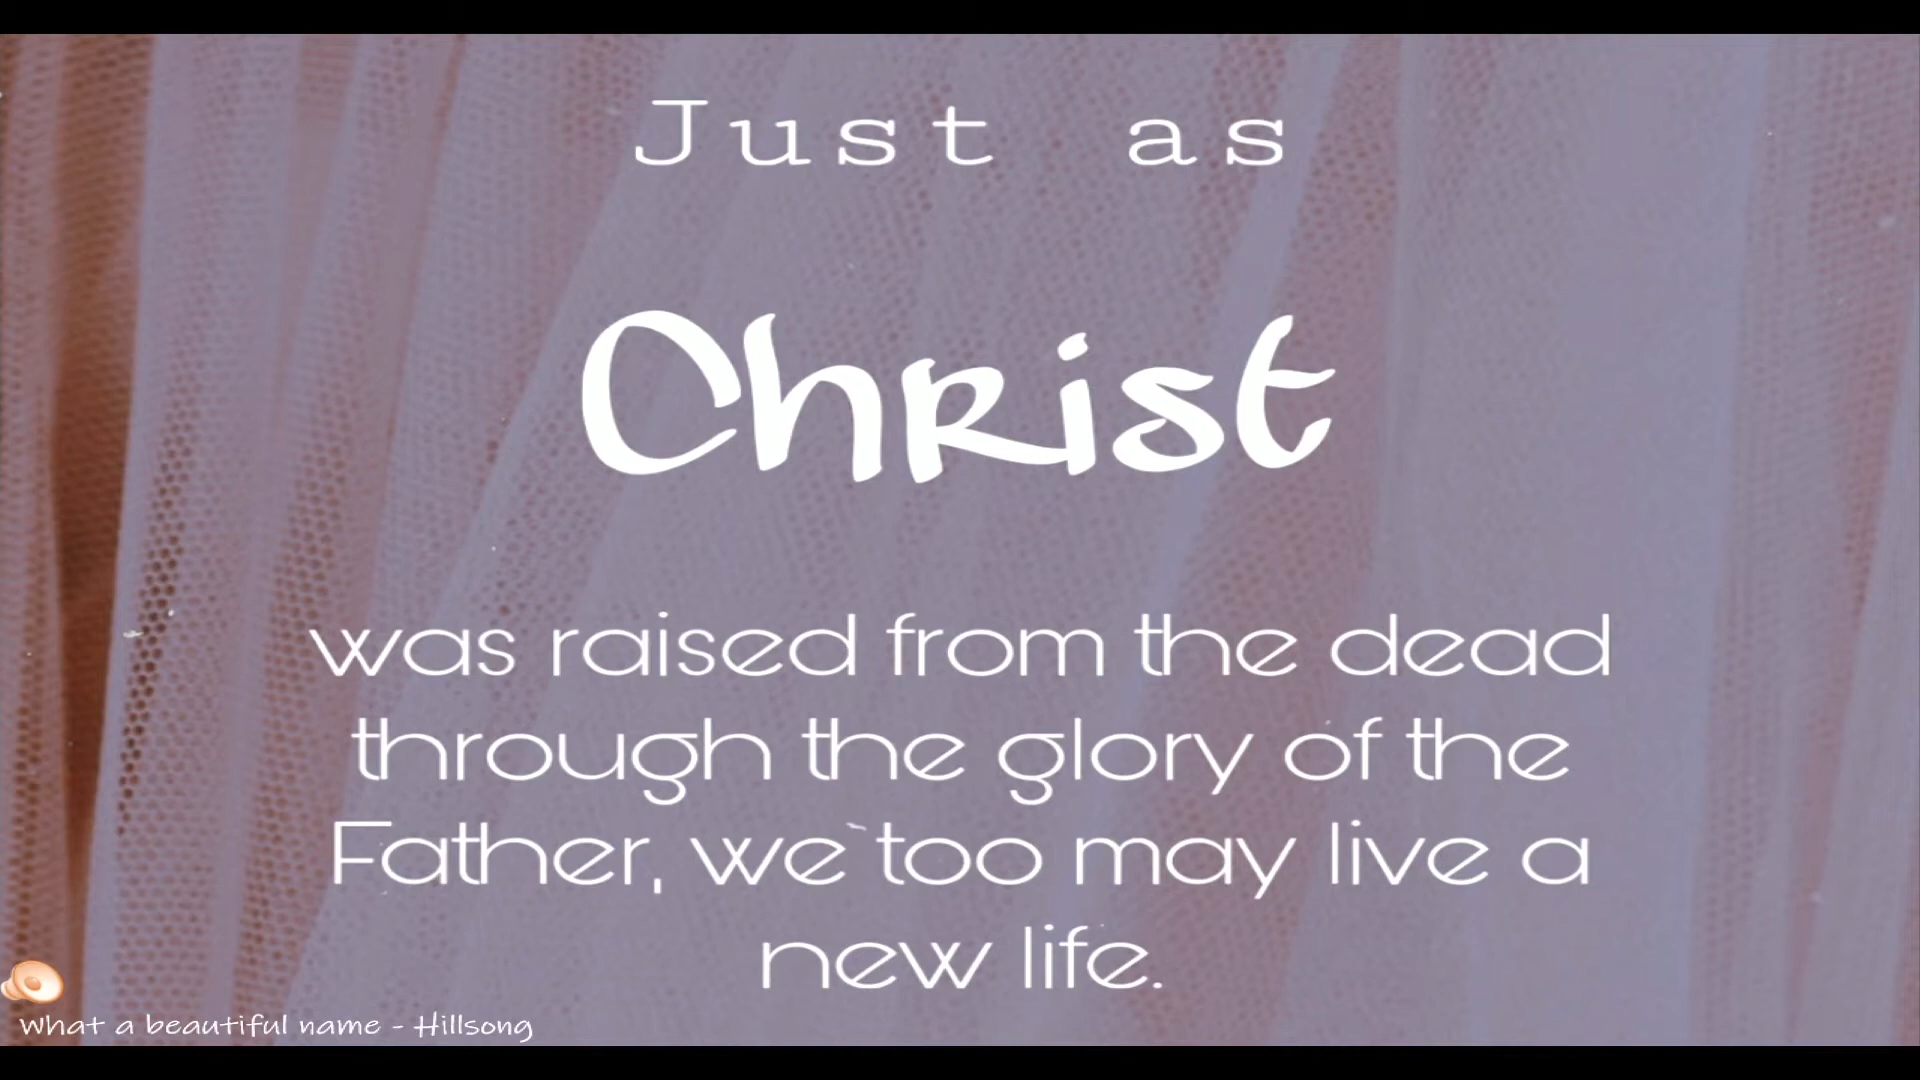 Just as
Christ
was raised from the dead
through the glory of the
Father, we too may live a
new life.
What a beautiful name - Hillsong